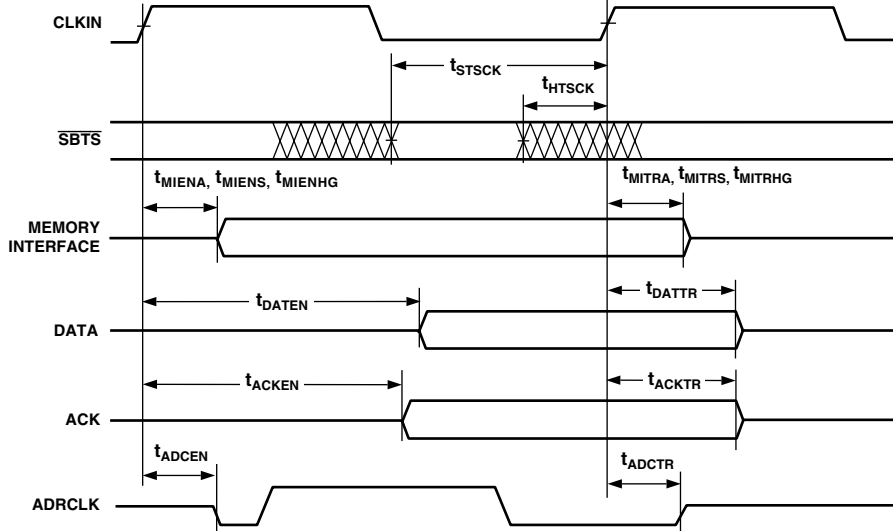 CLKIN
tSTSCK
tHTSCK
SBTS
tMIENA, tMIENS, tMIENHG
tMITRA, tMITRS, tMITRHG
MEMORY
INTERFACE
tDATEN
tDATTR
DATA
tACKEN
tACKTR
ACK
tADCEN
tADCTR
ADRCLK